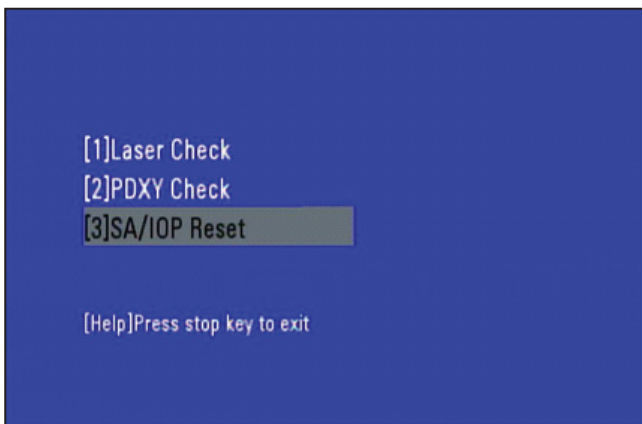 [1]Laser Check
[2]PDXY Check
[3]SA/IOP Reset
[Help]Press stop key to exit